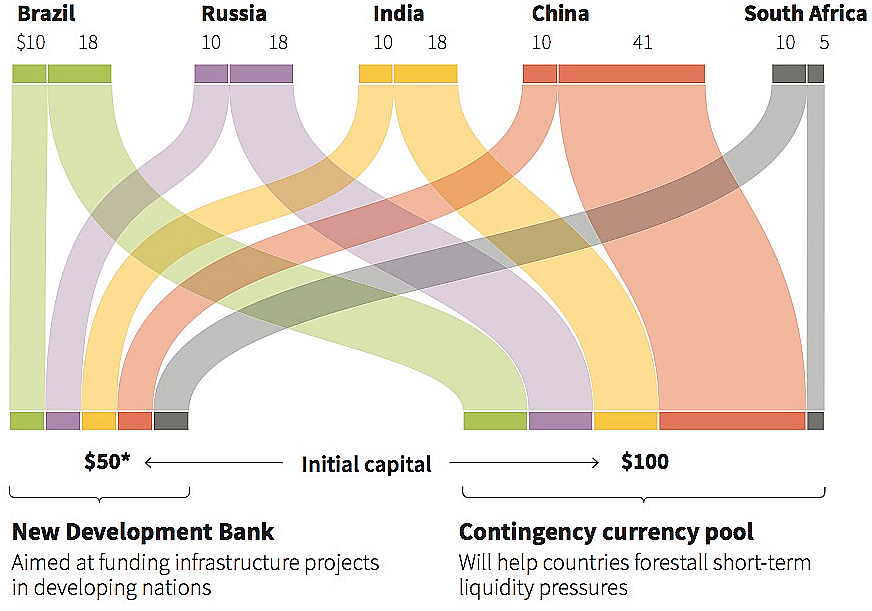 Brazil Russia India China South Africa
$10 18 10 18 10 18 10 41 10 5
$50* Initial capital $100
New Development Bank
Aimed at funding infrastructure projects
in developing nations
Contingency currency pool
Will help countries forestall short-term
liquidity pressures